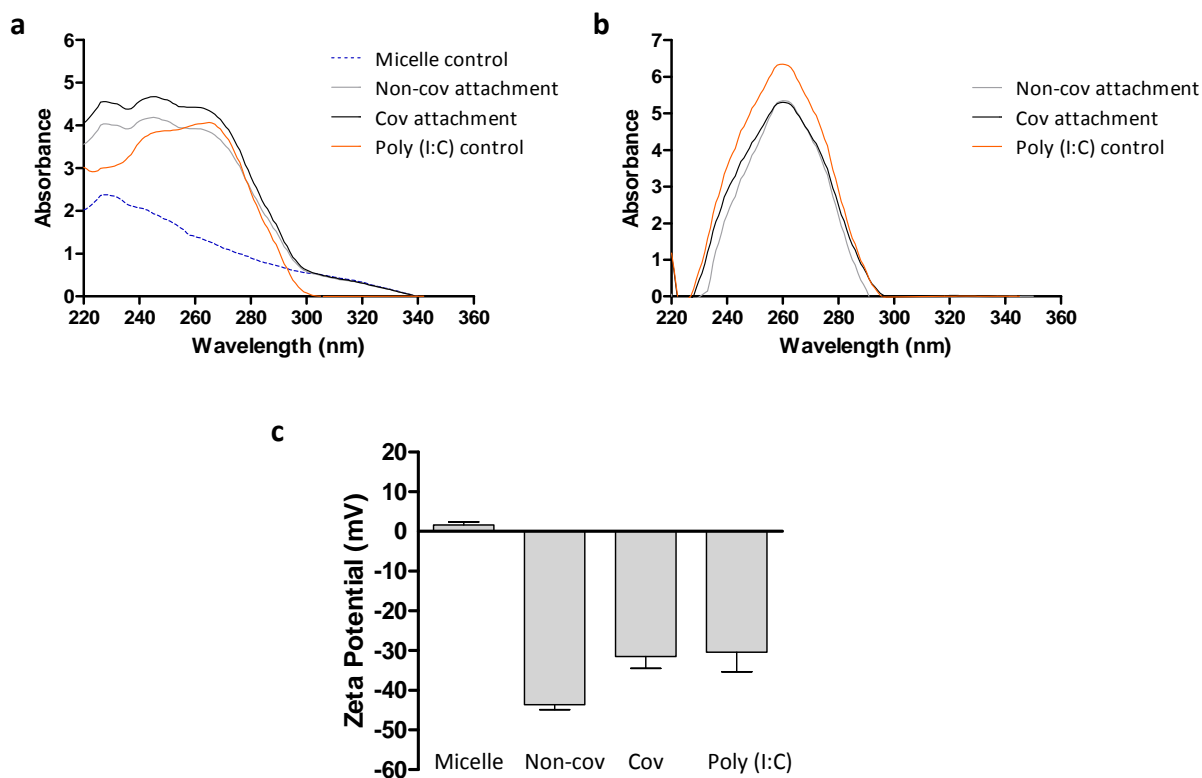 a
6
5
4
3
2
1
0
Absorbance
220 240 260 280 300 320 340 360
Wavelength (nm)
Micelle control
Non-cov attachment
Cov attachment
Poly (I:C) control
b
7
6
5
4
3
2
1
0
Absorbance
220 240 260 280 300 320 340 360
Wavelength (nm)
Non-cov attachment
Cov attachment
Poly (I:C) control
c
20
10
0
-10
-20
-30
-40
-50
-60
Zeta Potential (mV)
Micelle Non-cov Cov Poly (I:C)